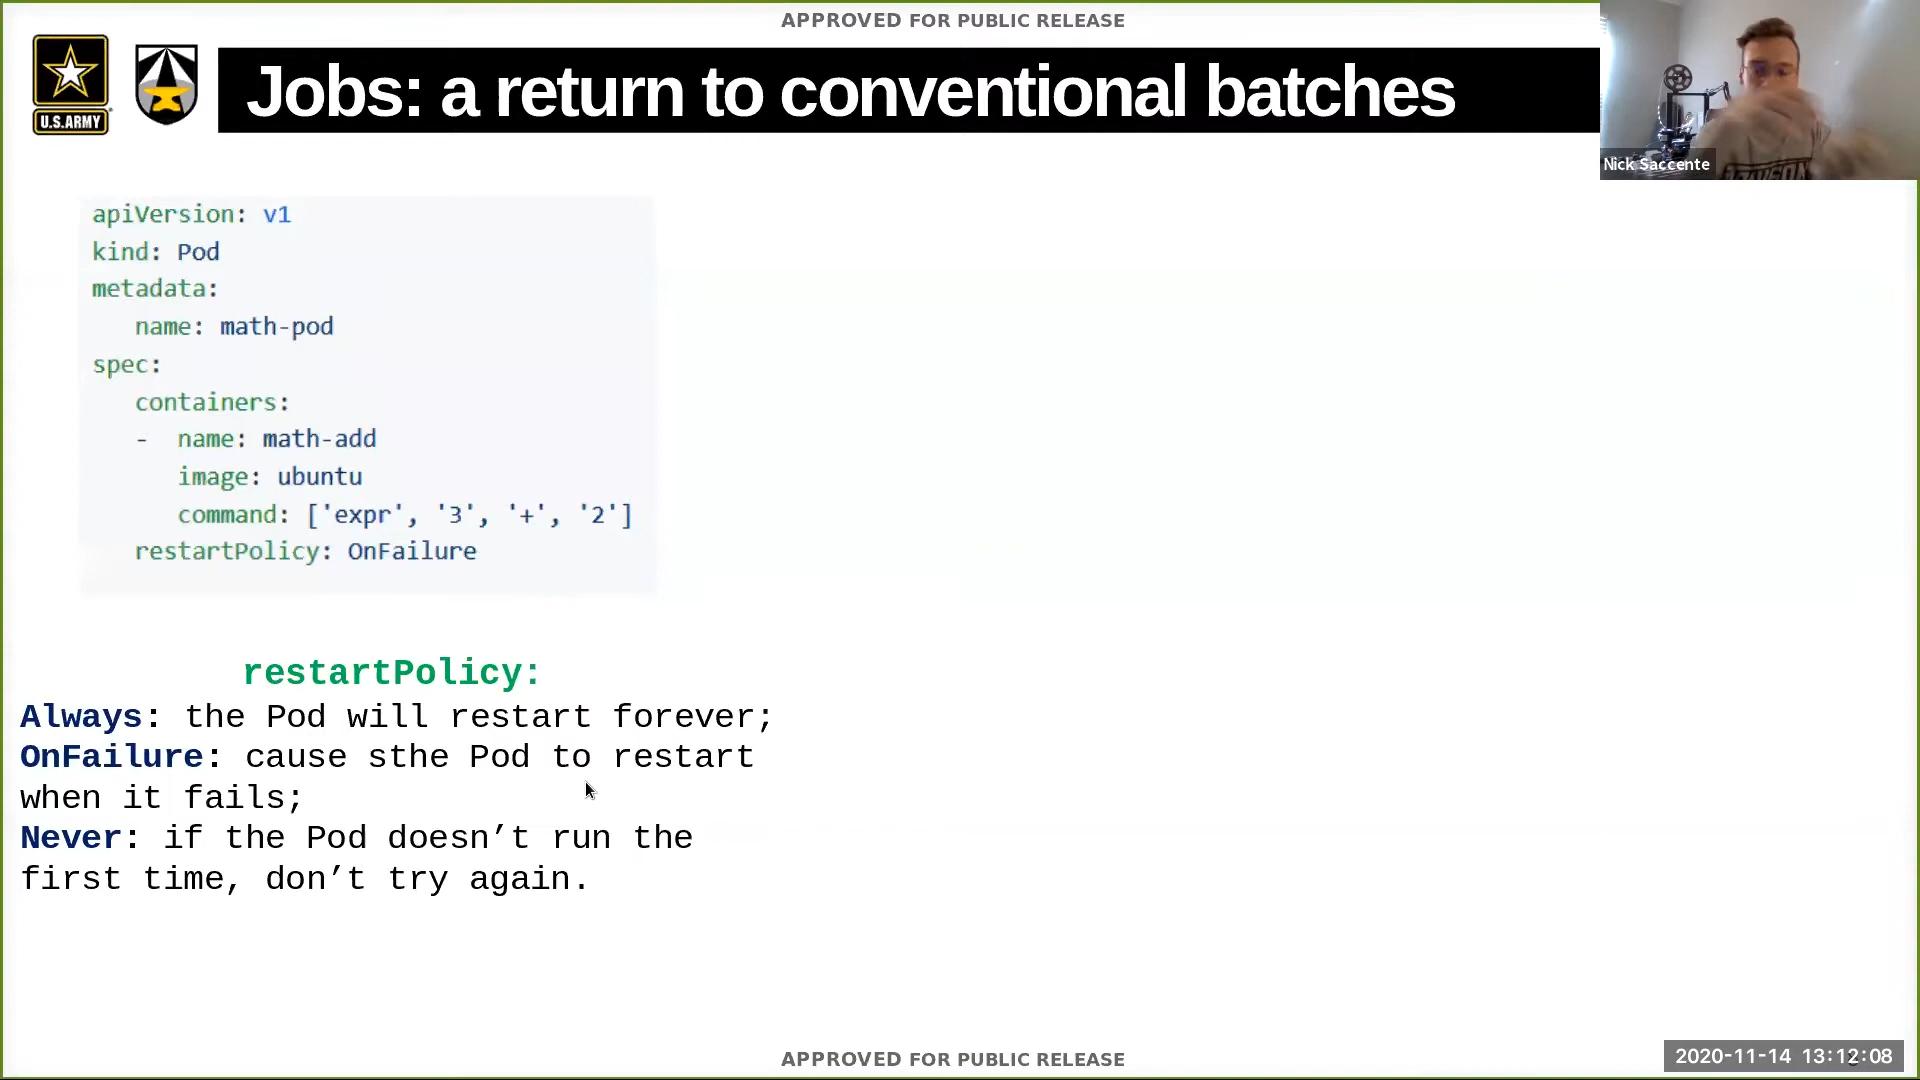 APPROVED FOR PUBLIC RELEASE
U.S.ARMY
Jobs: a return to conventional batches
Nick Saccente
apiVersion: v1
kind: Pod
metadata:
name: math-pod
spec:
containers:
- name: math-add
image: ubuntu
command: ['expr', '3', '+', '2']
restartPolicy: OnFailure
restartPolicy:
Always: the Pod will restart forever;
OnFailure: cause sthe Pod to restart
when it fails;
Never: if the Pod doesn’t run the
first time, don’t try again.
APPROVED FOR PUBLIC RELEASE
2020-11-14 13:12:08